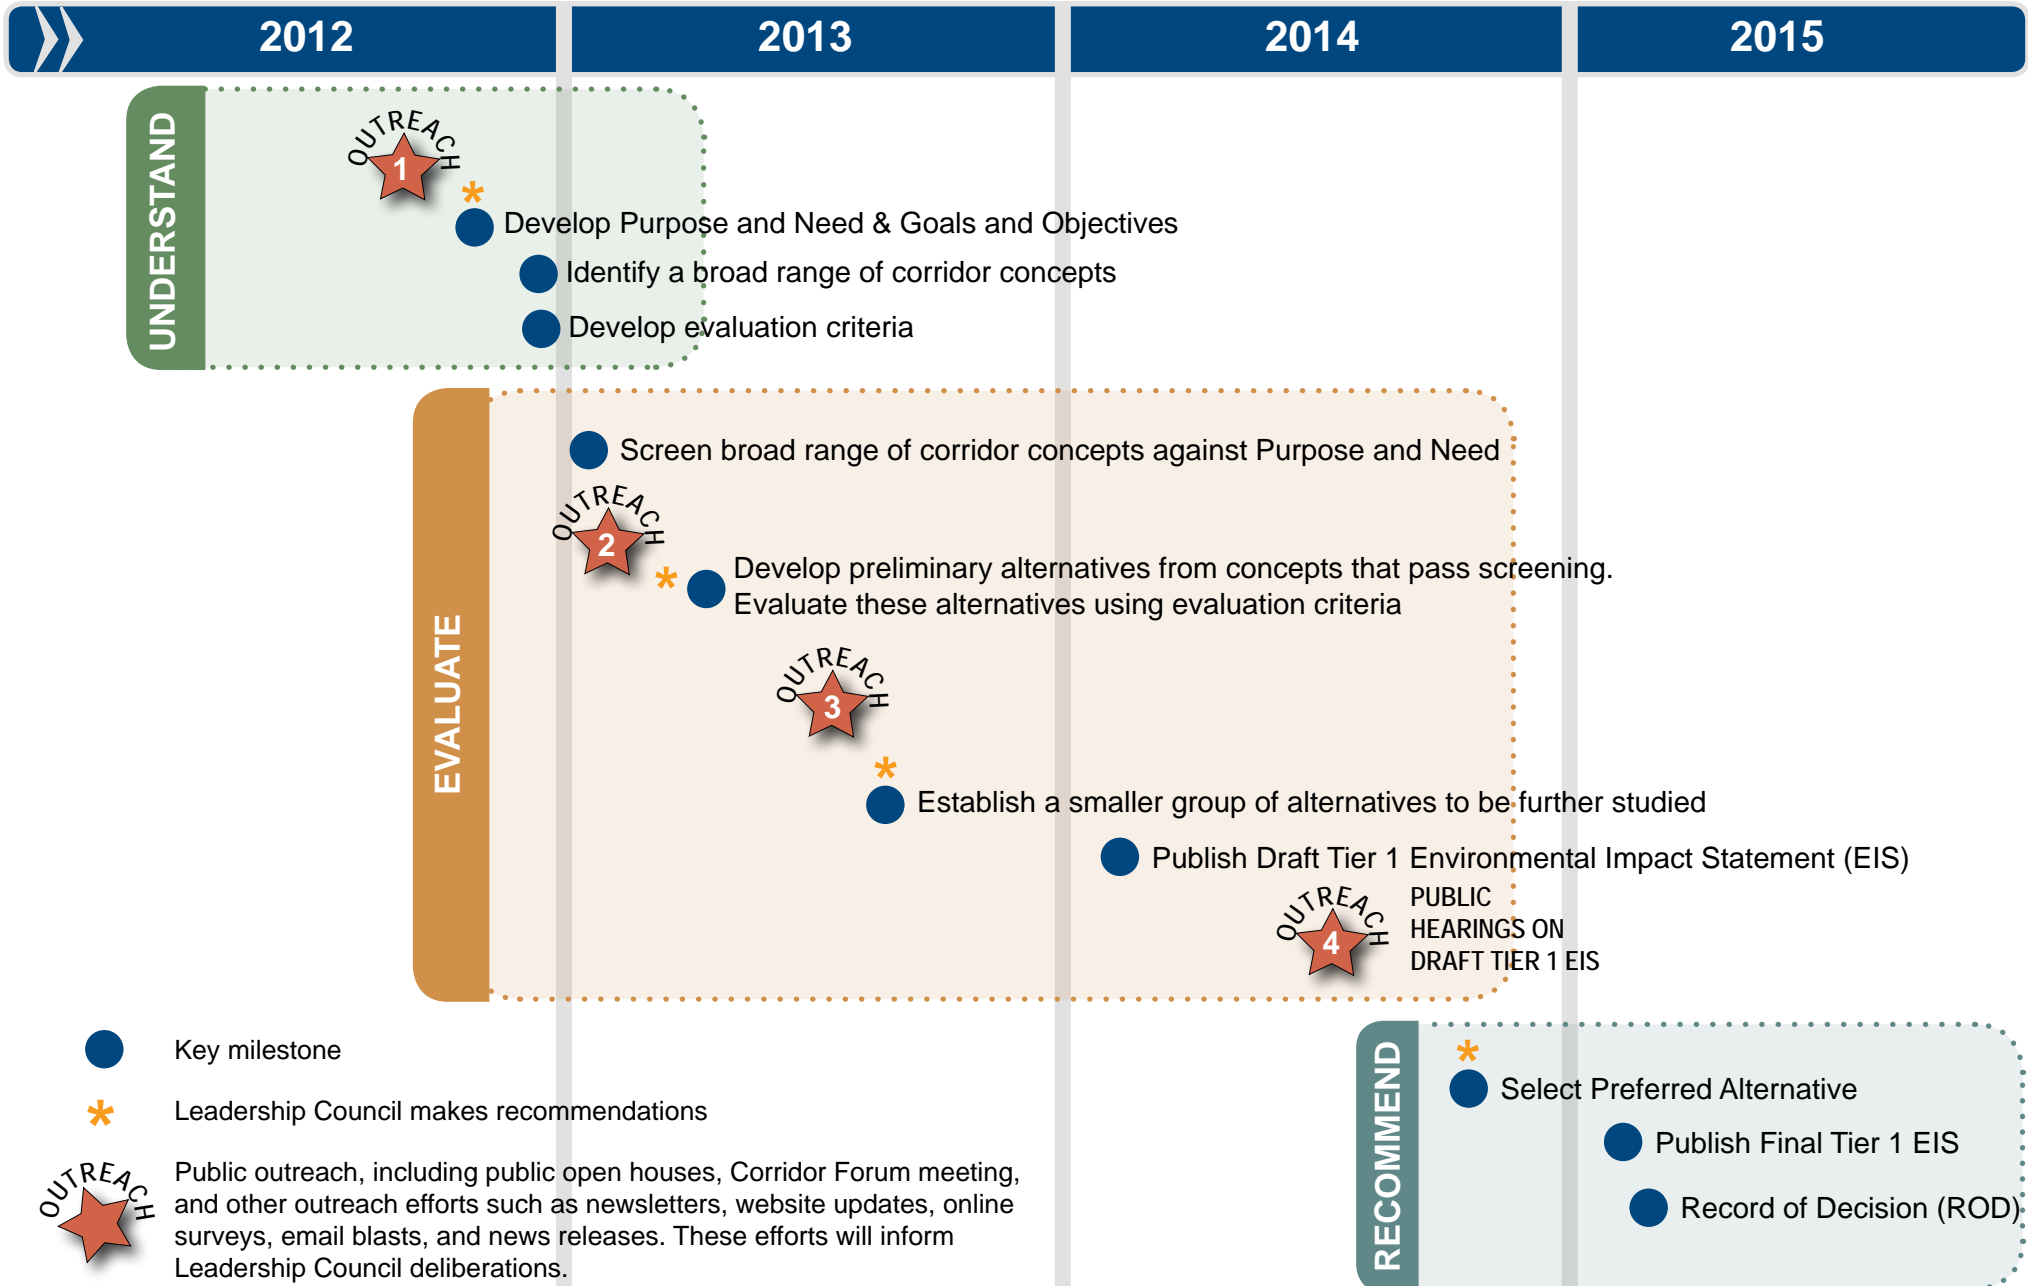 2012
2013
2014
2015
UNDERSTAND
OUTREACH
1
*
Develop Purpose and Need & Goals and Objectives
Identify a broad range of corridor concepts
Develop evaluation criteria
EVALUATE
Screen broad range of corridor concepts against Purpose and Need
OUTREACH
2
*
Develop preliminary alternatives from concepts that pass screening.
Evaluate these alternatives using evaluation criteria
OUTREACH
3
*
Establish a smaller group of alternatives to be further studied
Publish Draft Tier 1 Environmental Impact Statement (EIS)
OUTREACH
4
PUBLIC
HEARINGS ON
DRAFT TIER 1 EIS
RECOMMEND
*
Select Preferred Alternative
Publish Final Tier 1 EIS
Record of Decision (ROD)
Key milestone
*
Leadership Council makes recommendations
OUTREACH
Public outreach, including public open houses, Corridor Forum meeting,
and other outreach efforts such as newsletters, website updates, online
surveys, email blasts, and news releases. These efforts will inform
Leadership Council deliberations.